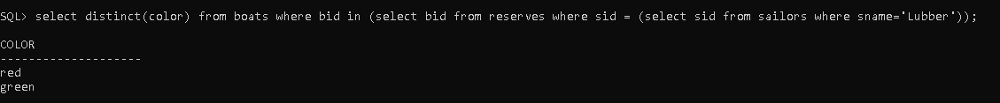 SQL> select distinct(color) from boats where bid in (select bid from reserves where sid = (select sid from sailors where sname='Lubber'));
COLOR
--------------------
red
green